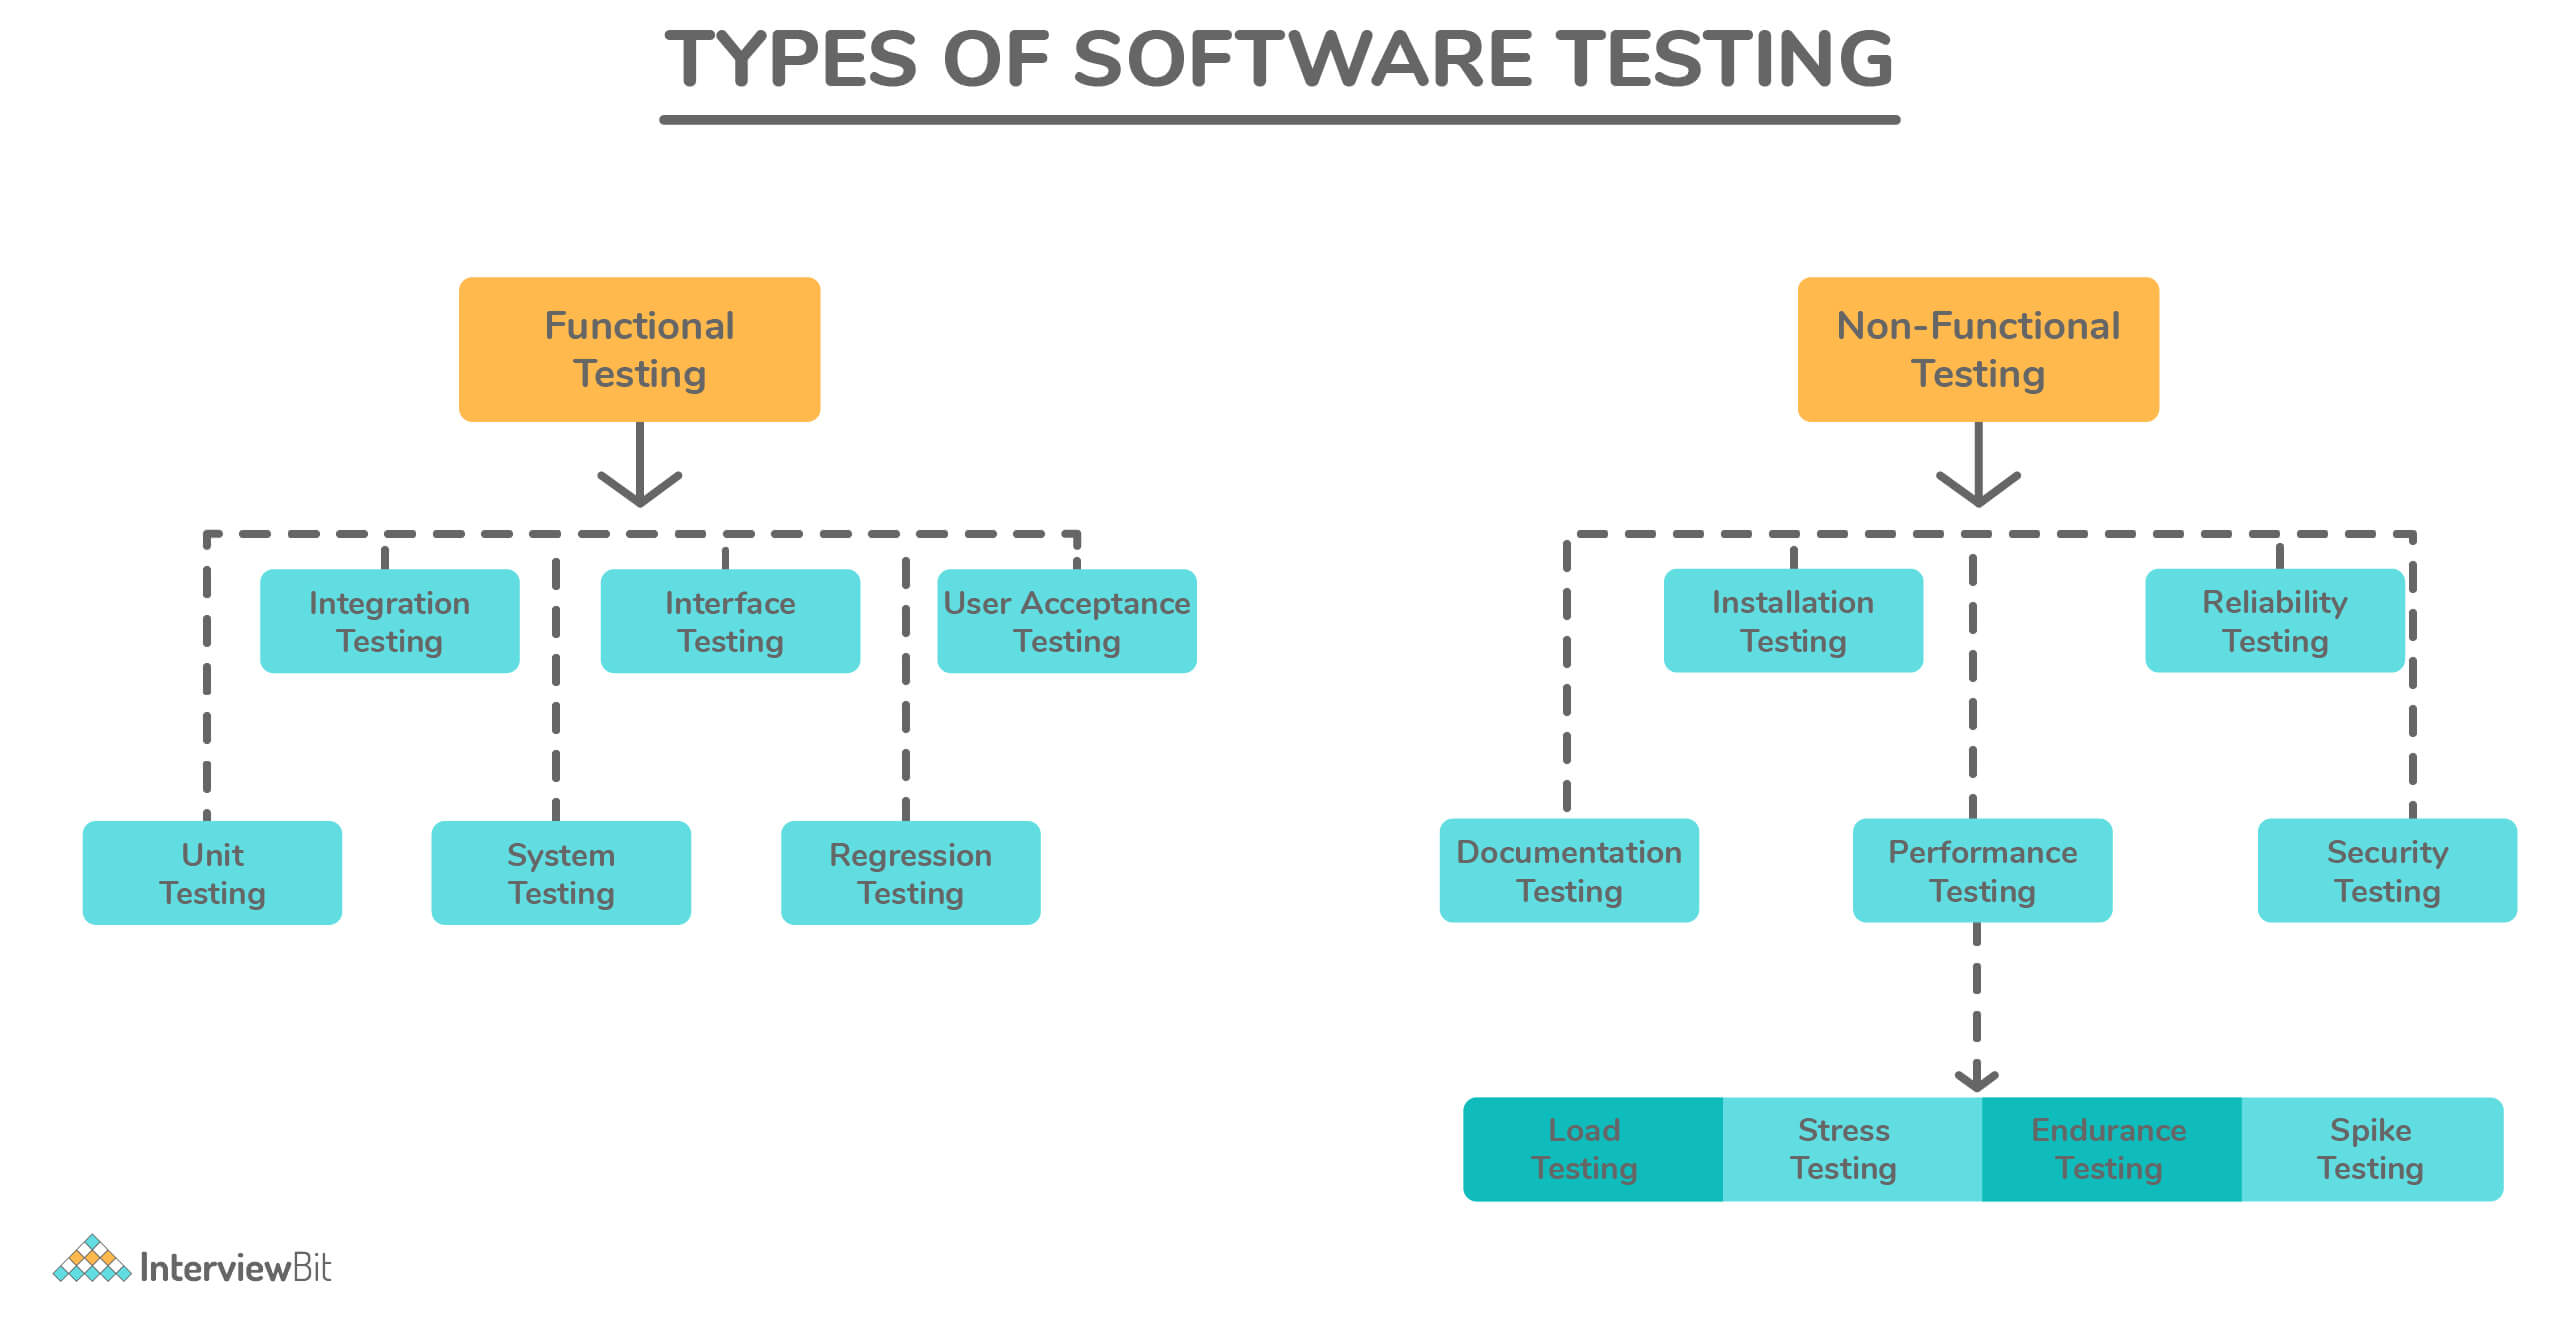 TYPES OF SOFTWARE TESTING
Functional
Testing
Non-Functional
Testing
Integration
Testing
Interface
Testing
User Acceptance
Testing
Unit
Testing
System
Testing
Regression
Testing
Installation
Testing
Reliability
Testing
Documentation
Testing
Performance
Testing
Security
Testing
Load
Testing
Stress
Testing
Endurance
Testing
Spike
Testing
InterviewBit